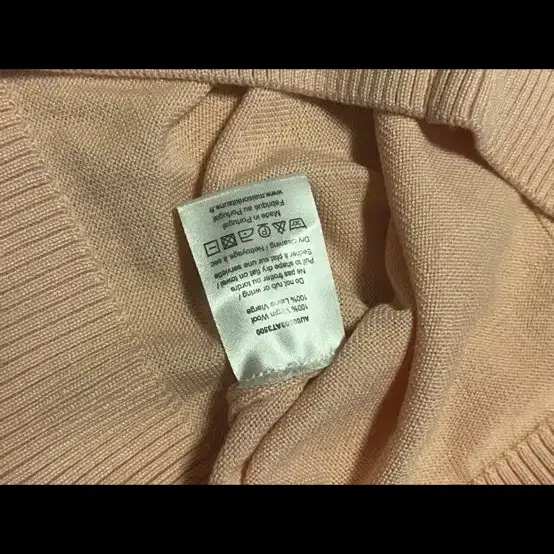 100% Virgin Wool
100% Laine Vierge
Do not rub or wring /
Ne pas frotter ou tordre
Pull to shape dry flat on towel /
Secher à plat sur une serviette
Dry cleaning / Nettoyage à sec
Made in Portugal
Fabriqué au Portugal
www.maisonkitsune.fr